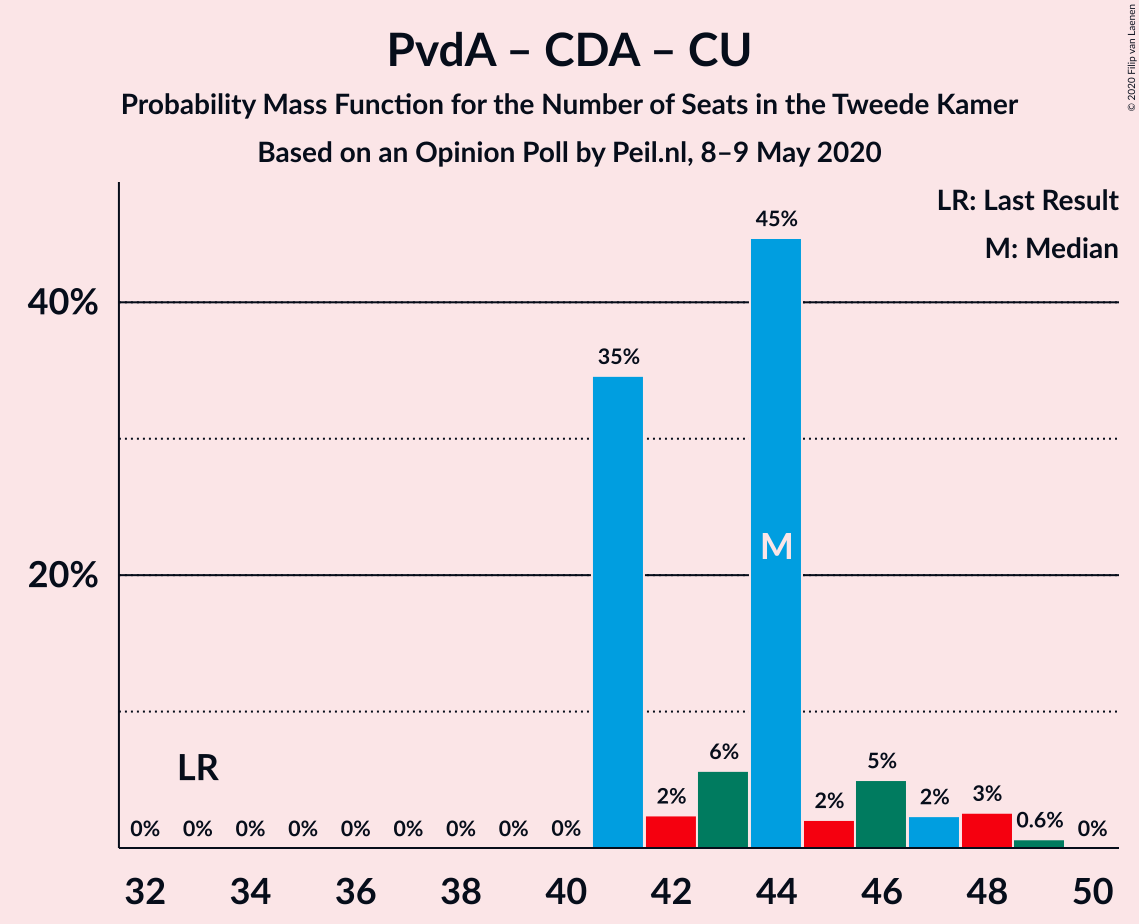 PvdA – CDA – CU
Probability Mass Function for the Number of Seats in the Tweede Kamer
Based on an Opinion Poll by Peil.nl, 8–9 May 2020
© 2020 Filip van Laenen
LR: Last Result
M: Median
40%
20%
LR
M
0% 0% 0% 0% 0% 0% 0% 0% 0% 35% 2% 6% 45% 2% 5% 2% 3% 0.6% 0%
32 34 36 38 40 42 44 46 48 50